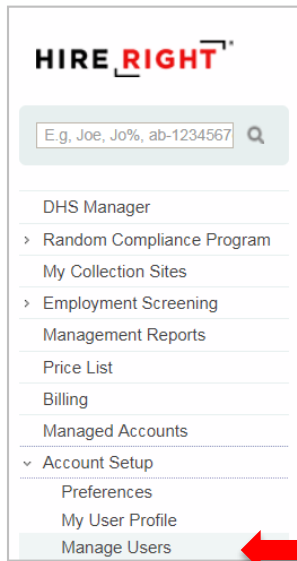 HIRE RIGHT
E.g, Joe, Jo%, ab-1234567
DHS Manager
› Random Compliance Program
My Collection Sites
› Employment Screening
Management Reports
Price List
Billing
Managed Accounts
Account Setup
Preferences
My User Profile
Manage Users